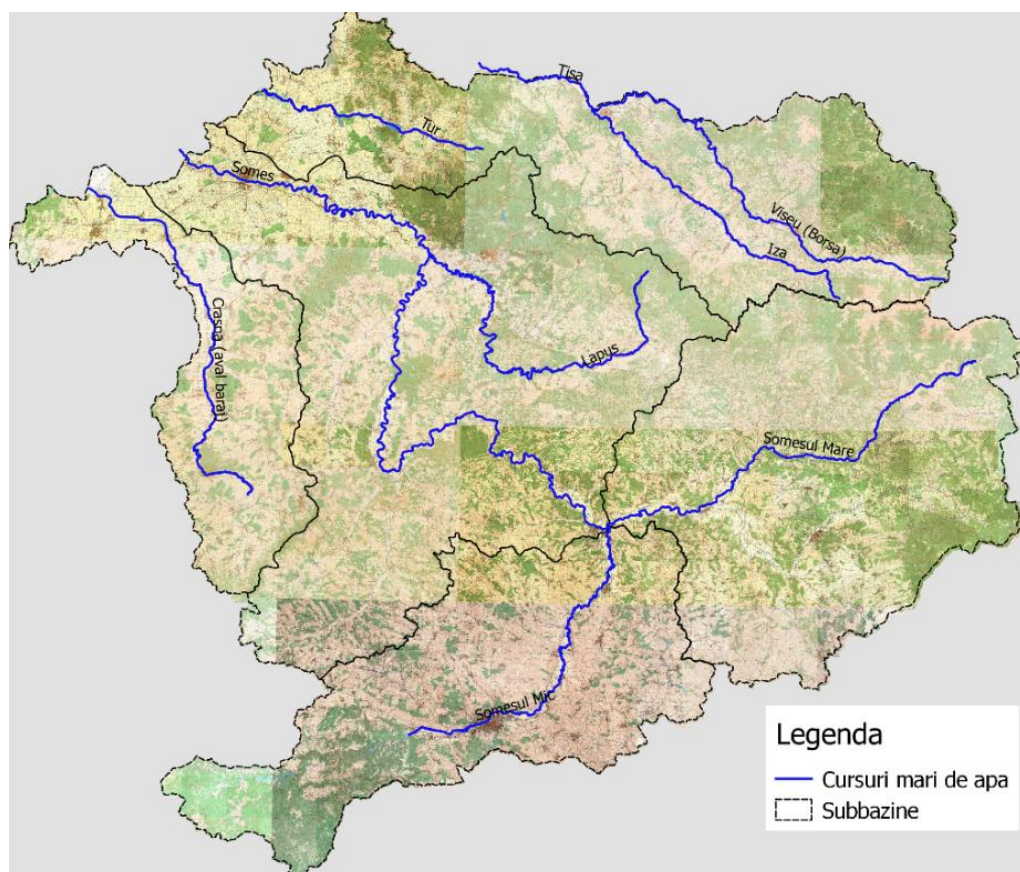 Tisa
Tur
Somes
Viseu (Borsa)
Iza
Crasna (aval baraj)
Lapus
Somesul Mare
Somesul Mic
Legenda
Cursuri mari de apa
Subbazine